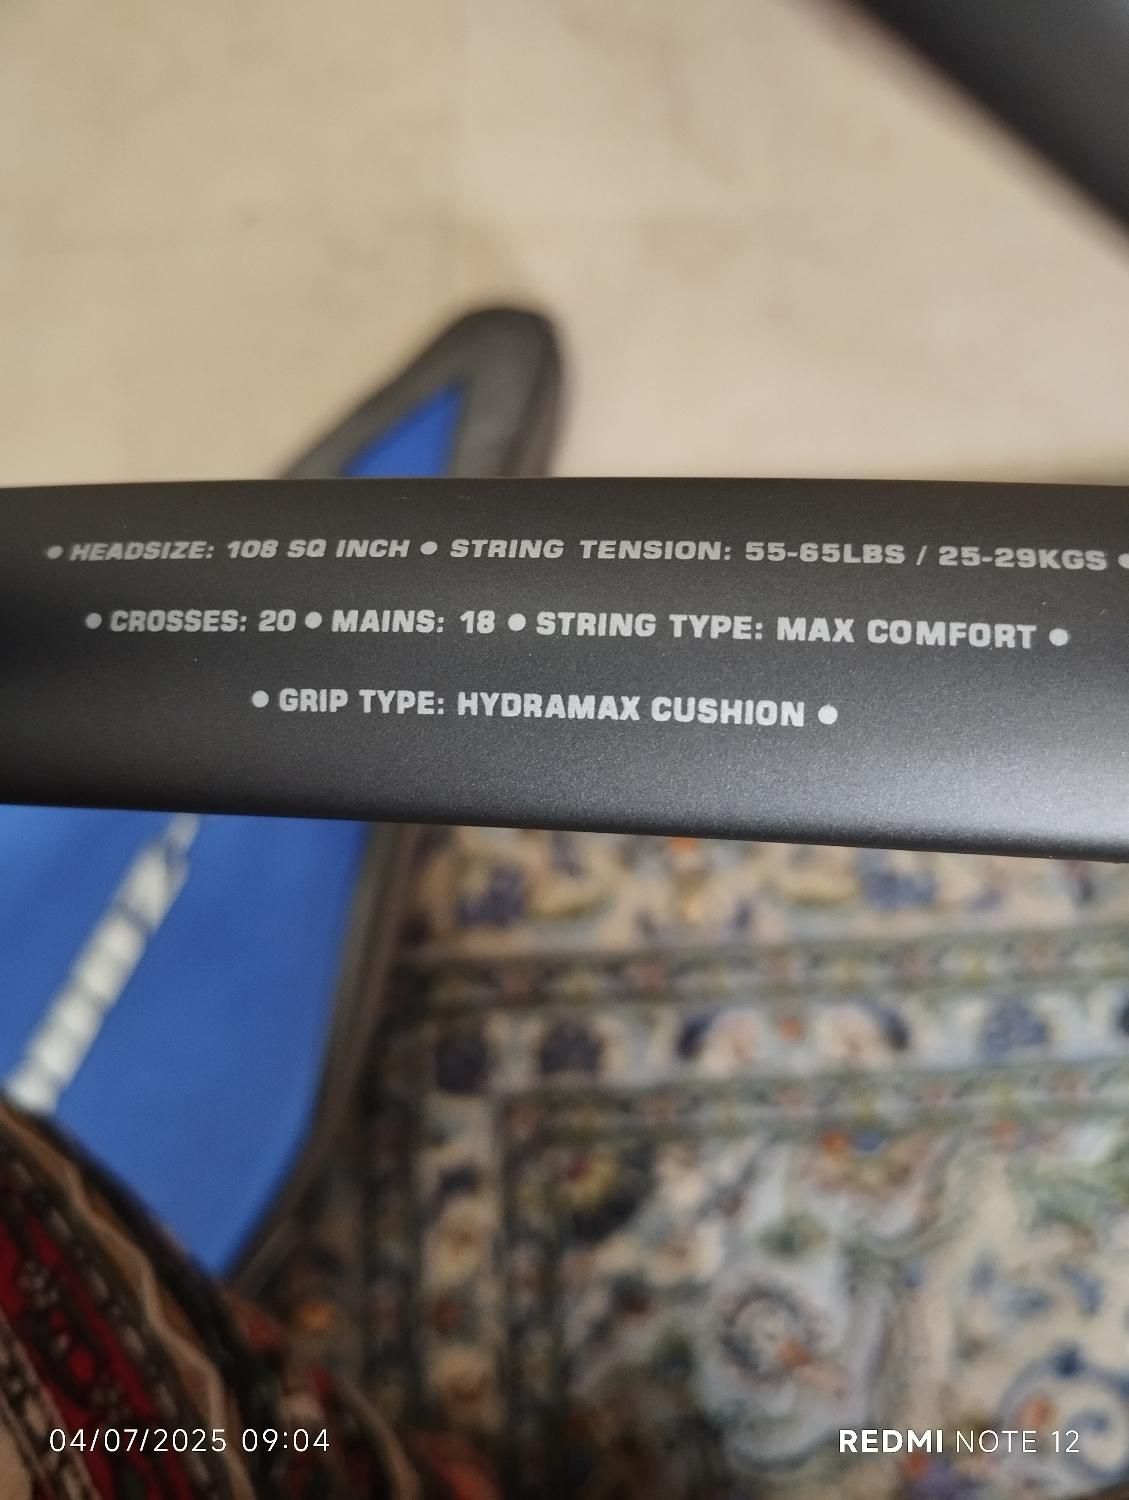 ● HEADSIZE: 108 SQ INCH ● STRING TENSION: 55-65LBS / 25-29KGS ●
● CROSSES: 20 ● MAINS: 18 ● STRING TYPE: MAX COMFORT ●
● GRIP TYPE: HYDRAMAX CUSHION ●
04/07/2025 09:04
REDMI NOTE 12